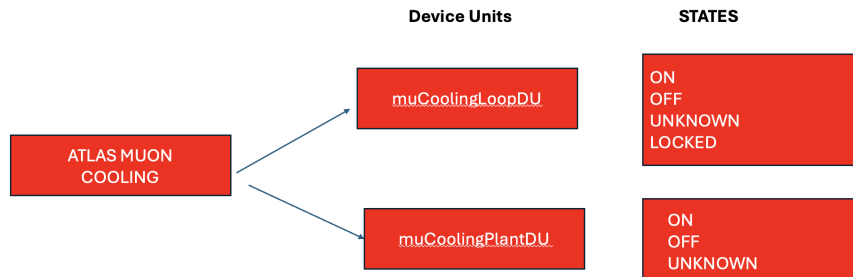 Device Units
STATES
muCoolingLoopDU
ON
OFF
UNKNOWN
LOCKED
ATLAS MUON
COOLING
muCoolingPlantDU
ON
OFF
UNKNOWN